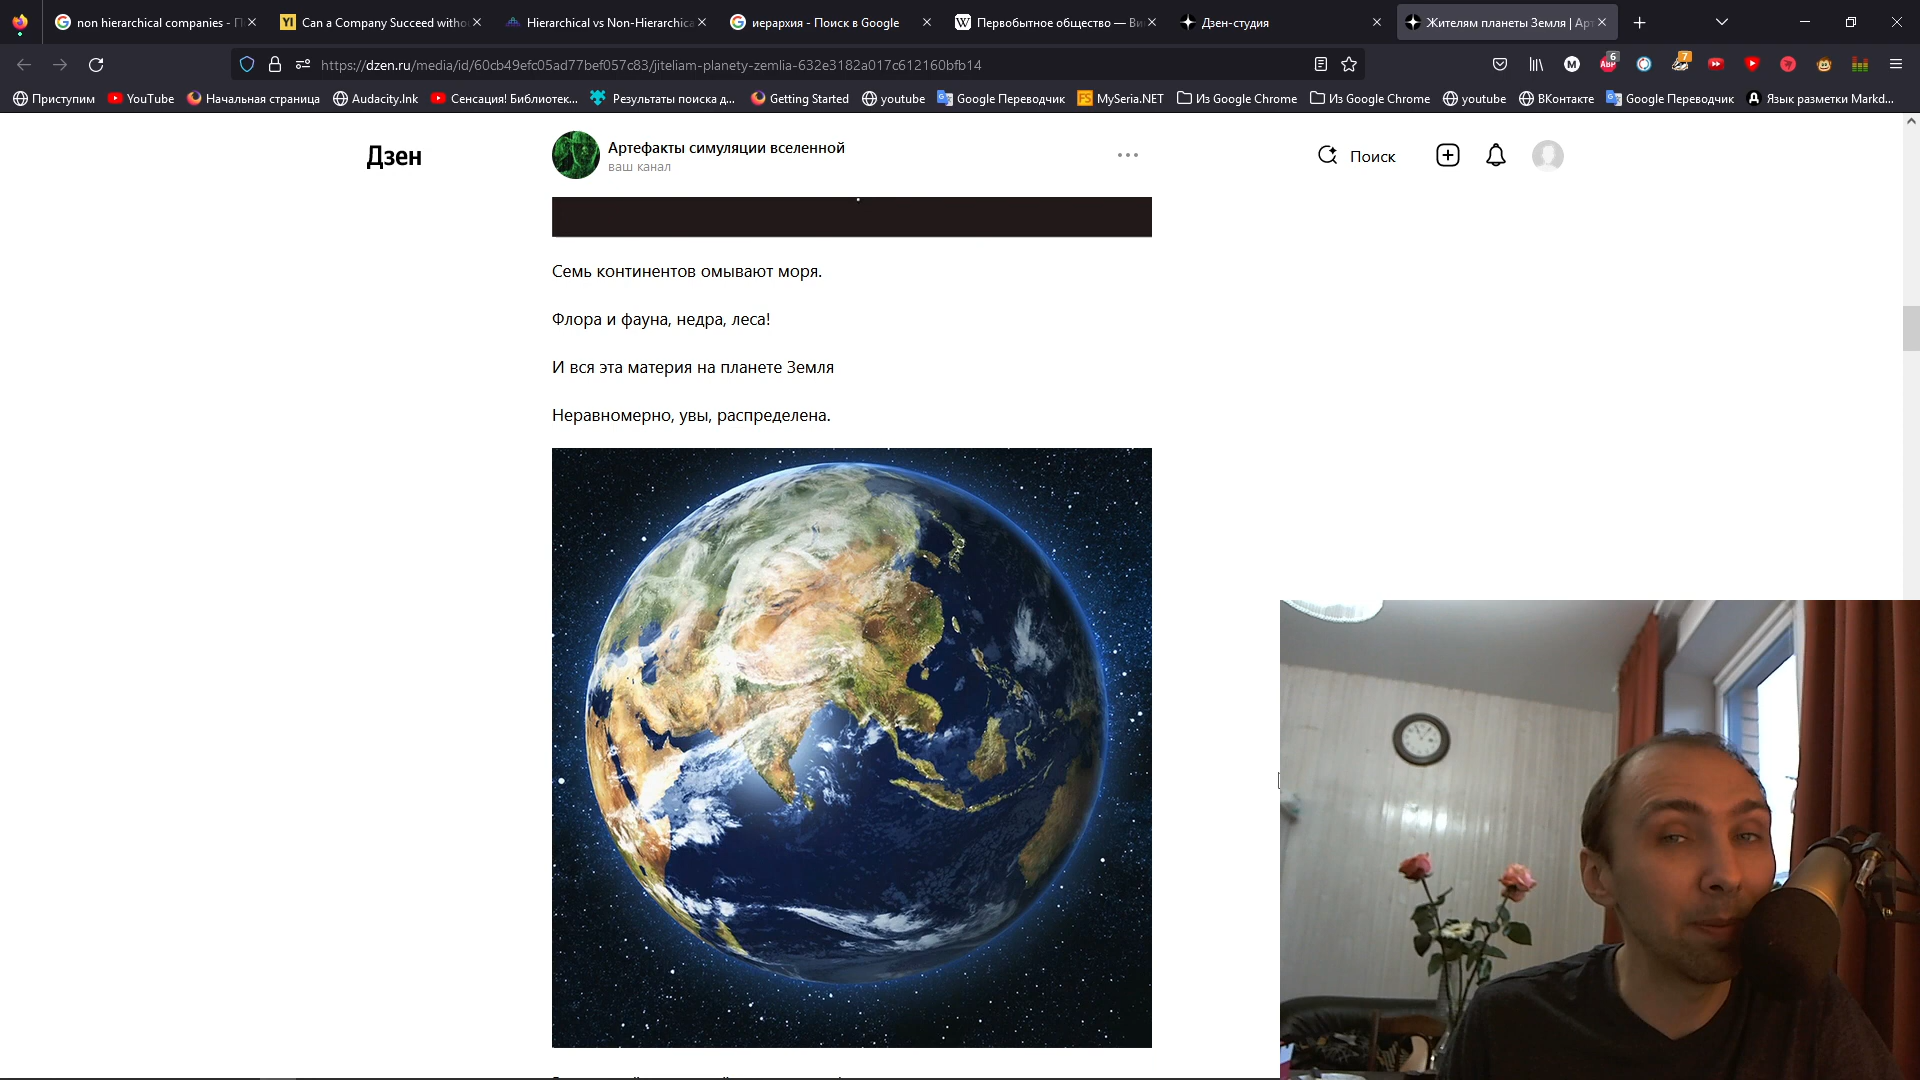 non hierarchical companies - П
Can a Company Succeed witho
Hierarchical vs Non-Hierarchica
иерархия - Поиск в Google
Первобытное общество — Ви
Дзен-студия
Жителям планеты Земля | Арт
https://dzen.ru/media/id/60cb49efc05ad77bef057c83/jiteliam-planety-zemlia-632e3182a017c612160bfb14
6
7
Приступим
YouTube
Начальная страница
Audacity.lnk
Сенсация! Библиотек...
Результаты поиска д...
Getting Started
youtube
Google Переводчик
MySeria.NET
Из Google Chrome
Из Google Chrome
youtube
ВКонтакте
Google Переводчик
Язык разметки Markd...
Дзен
Артефакты симуляции вселенной
ваш канал
Поиск
Семь континентов омывают моря.
Флора и фауна, недра, леса!
И вся эта материя на планете Земля
Неравномерно, увы, распределена.